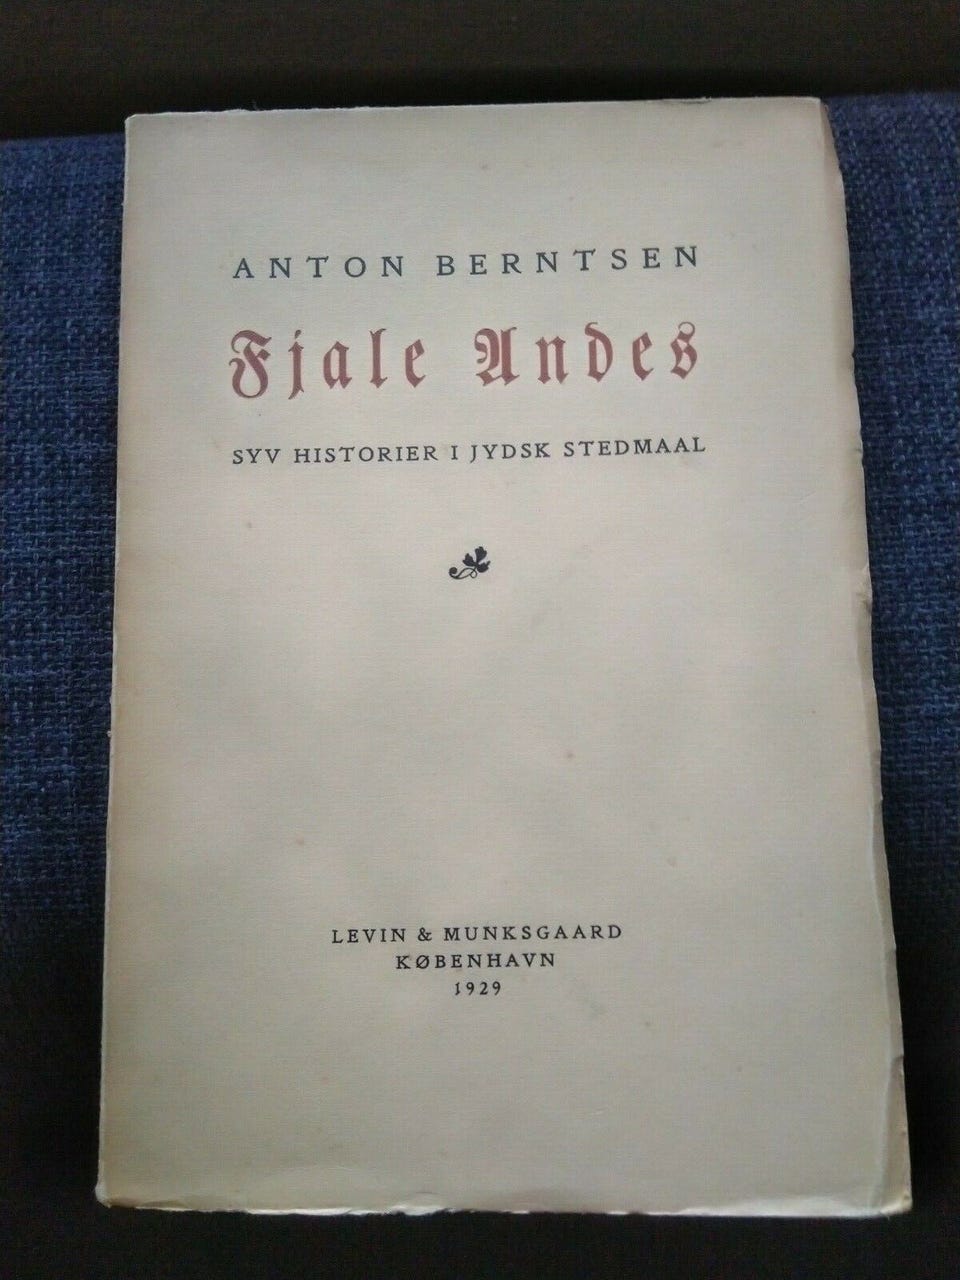 ANTON BERNTSEN
Fjale Andes
SYV HISTORIER I JYDSK STEDMAAL
LEVIN & MUNKSGAARD
KØBENHAVN
1929